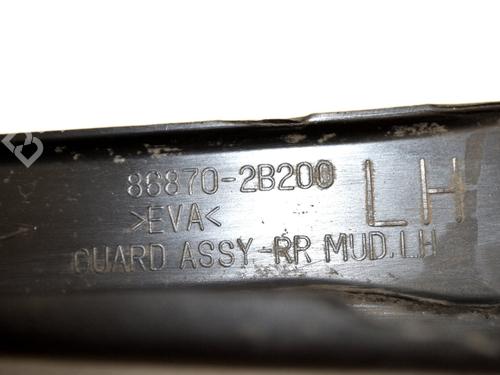 86870-2B200
>EVA< LH
GUARD ASSY-RR MUD.LH